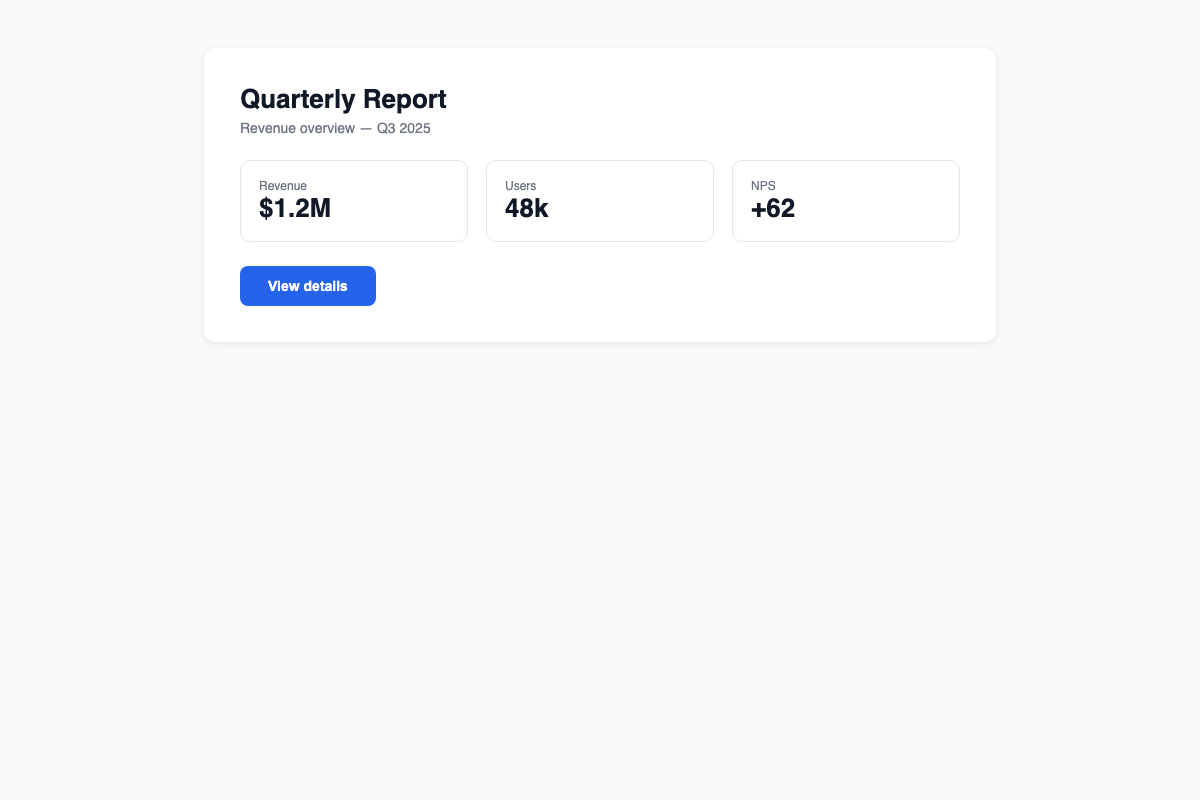 Quarterly Report
Revenue overview — Q3 2025
Revenue
$1.2M
Users
48k
NPS
+62
View details